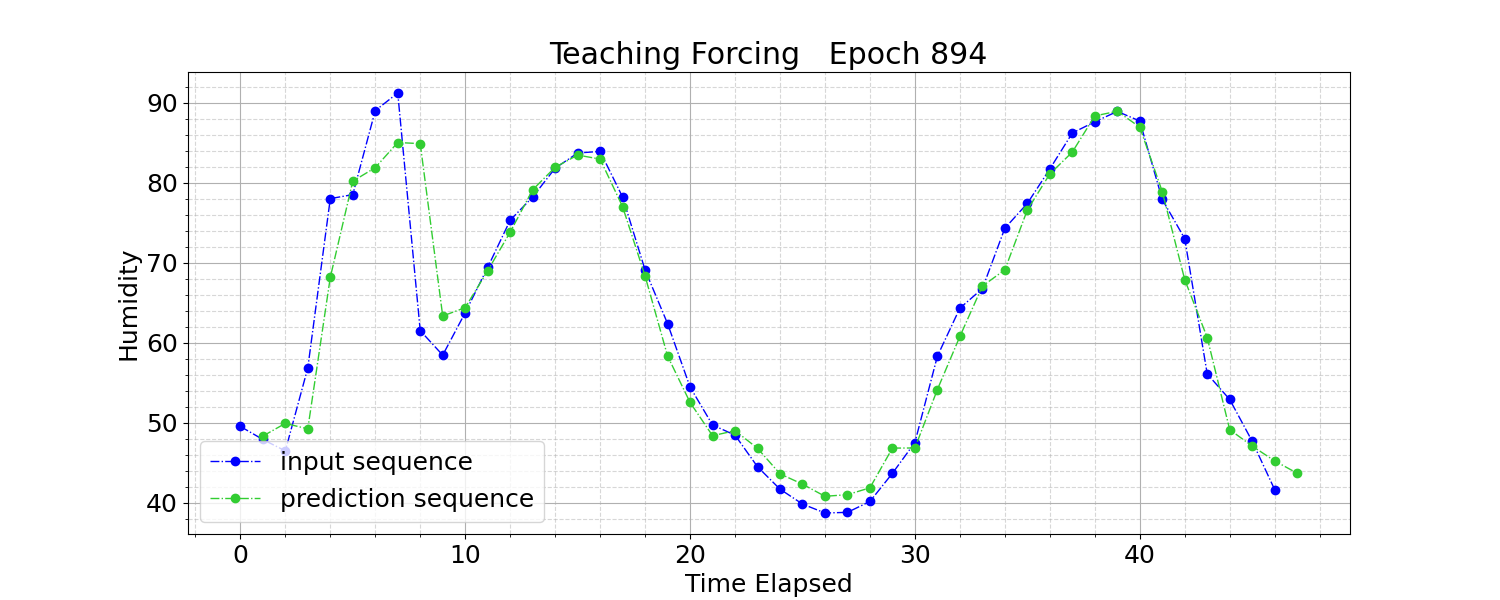 Teaching Forcing   Epoch 894
Humidity
90
80
70
60
50
40
input sequence
prediction sequence
0 10 20 30 40
Time Elapsed